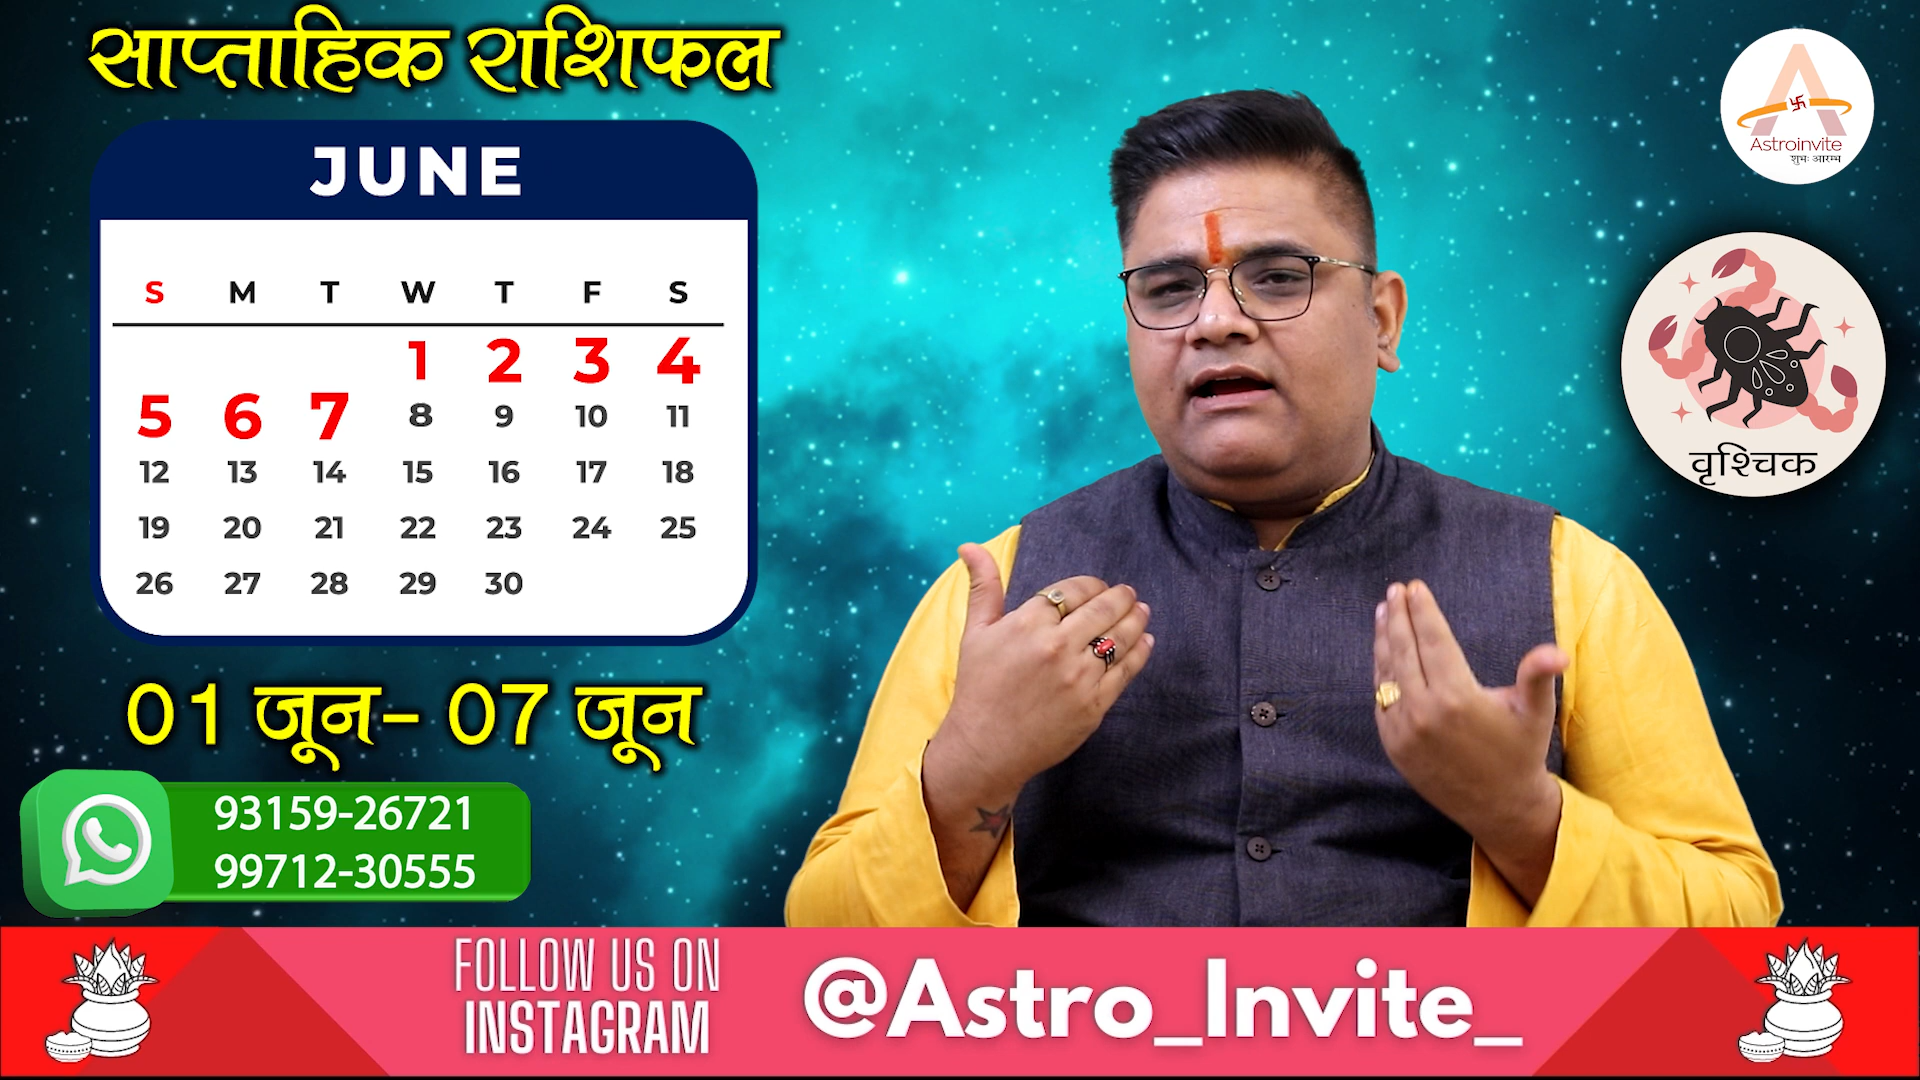 साप्ताहिक राशिफल
JUNE
S M T W T F S
1 2 3 4
5 6 7 8 9 10 11
12 13 14 15 16 17 18
19 20 21 22 23 24 25
26 27 28 29 30
01 जून- 07 जून
93159-26721
99712-30555
Astroinvite
शुभः आरम्भ
वृश्चिक
FOLLOW US ON
INSTAGRAM
@Astro_Invite_